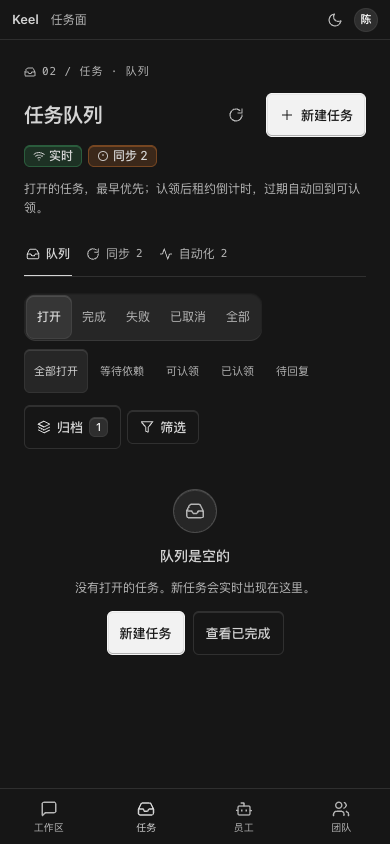 Keel 任务面 陈
02 / 任务 · 队列
任务队列 新建任务
实时 同步 2
打开的任务，最早优先；认领后租约倒计时，过期自动回到可认
领。
队列 同步 2 自动化 2
打开 完成 失败 已取消 全部
全部打开 等待依赖 可认领 已认领 待回复
归档 1 筛选
队列是空的
没有打开的任务。新任务会实时出现在这里。
新建任务 查看已完成
工作区 任务 员工 团队